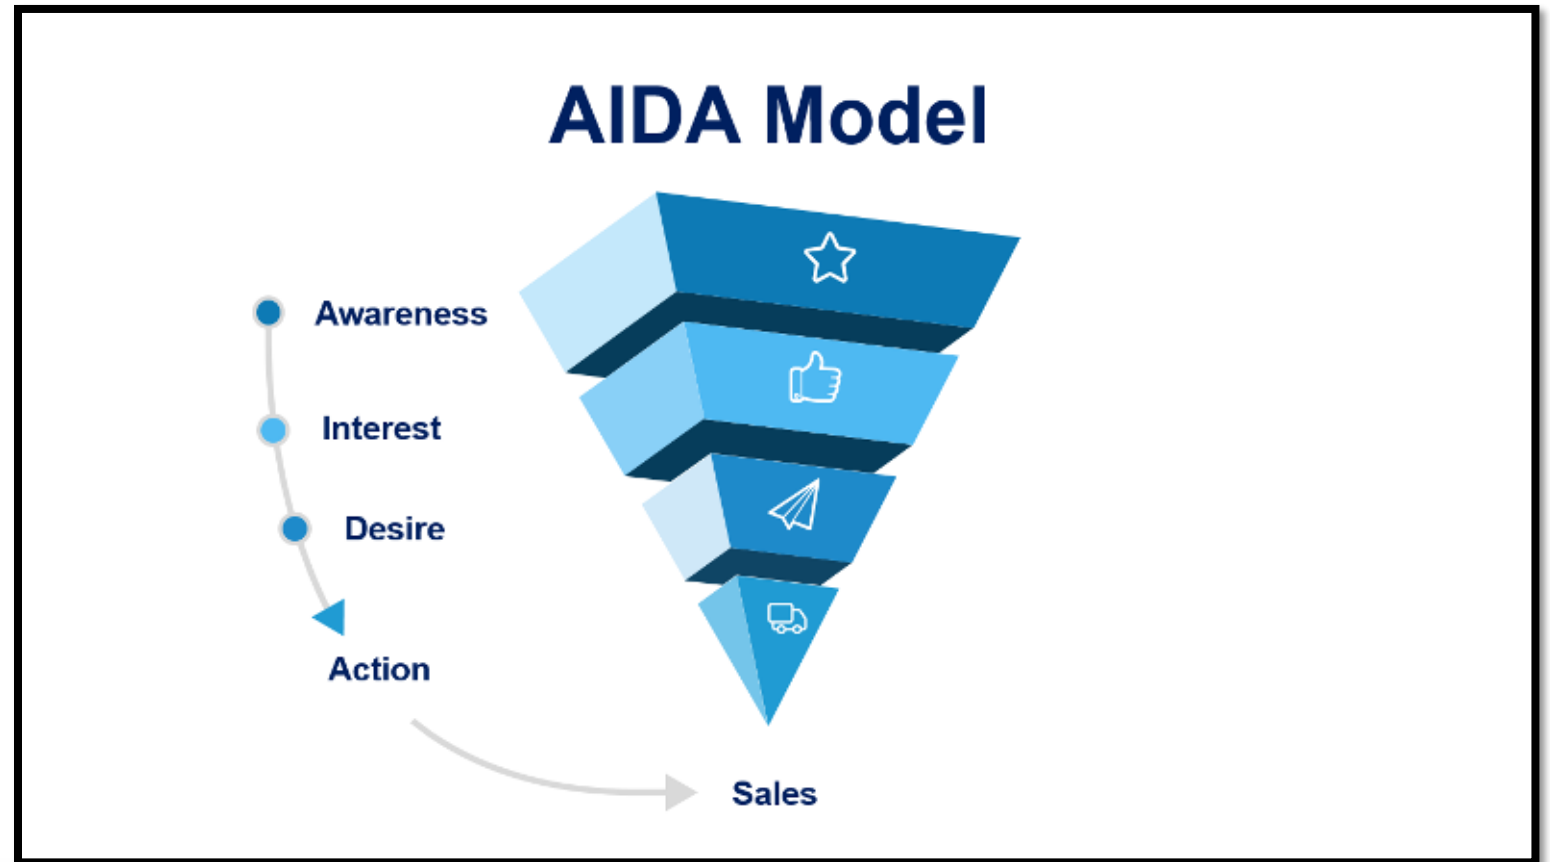 AIDA Model
Awareness
Interest
Desire
Action
Sales